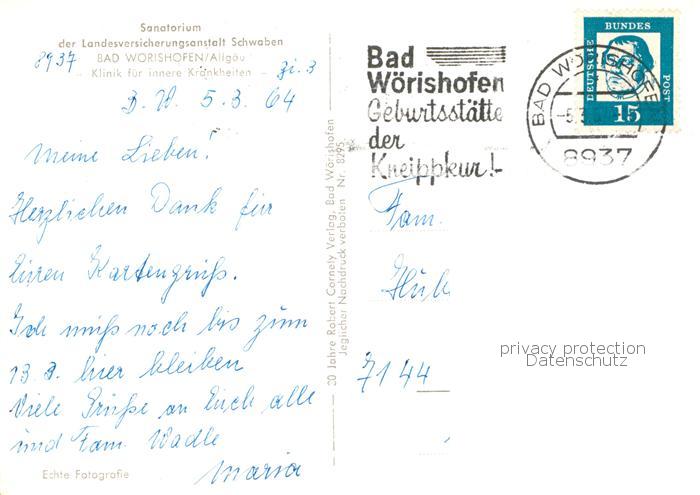 Sanatorium
der Landesversicherungsanstalt Schwaben
BAD WÖRISHOFEN/Allgäu
- Klinik für innere Krankheiten -
8937
Zi. 3
B. W. 5. 3. 64
Meine Lieben!
Herzlichen Dank für
Euren Kartengruß.
Ich muß noch bis zum
13. 3. hier bleiben
Viele Grüße an Euch alle
und Fam. Wadle
Maria
Echte Fotografie
30 Jahre Robert Cornely Verlag, Bad Wörishofen
Jeglicher Nachdruck verboten Nr. 8295
Bad
Wörishofen
Geburtsstätte
der
Kneippkur!
BAD WÖRISHOFEN
-5.3.
8937
DEUTSCHE BUNDES POST
15
Fam.
Hub
7144
privacy protection
Datenschutz